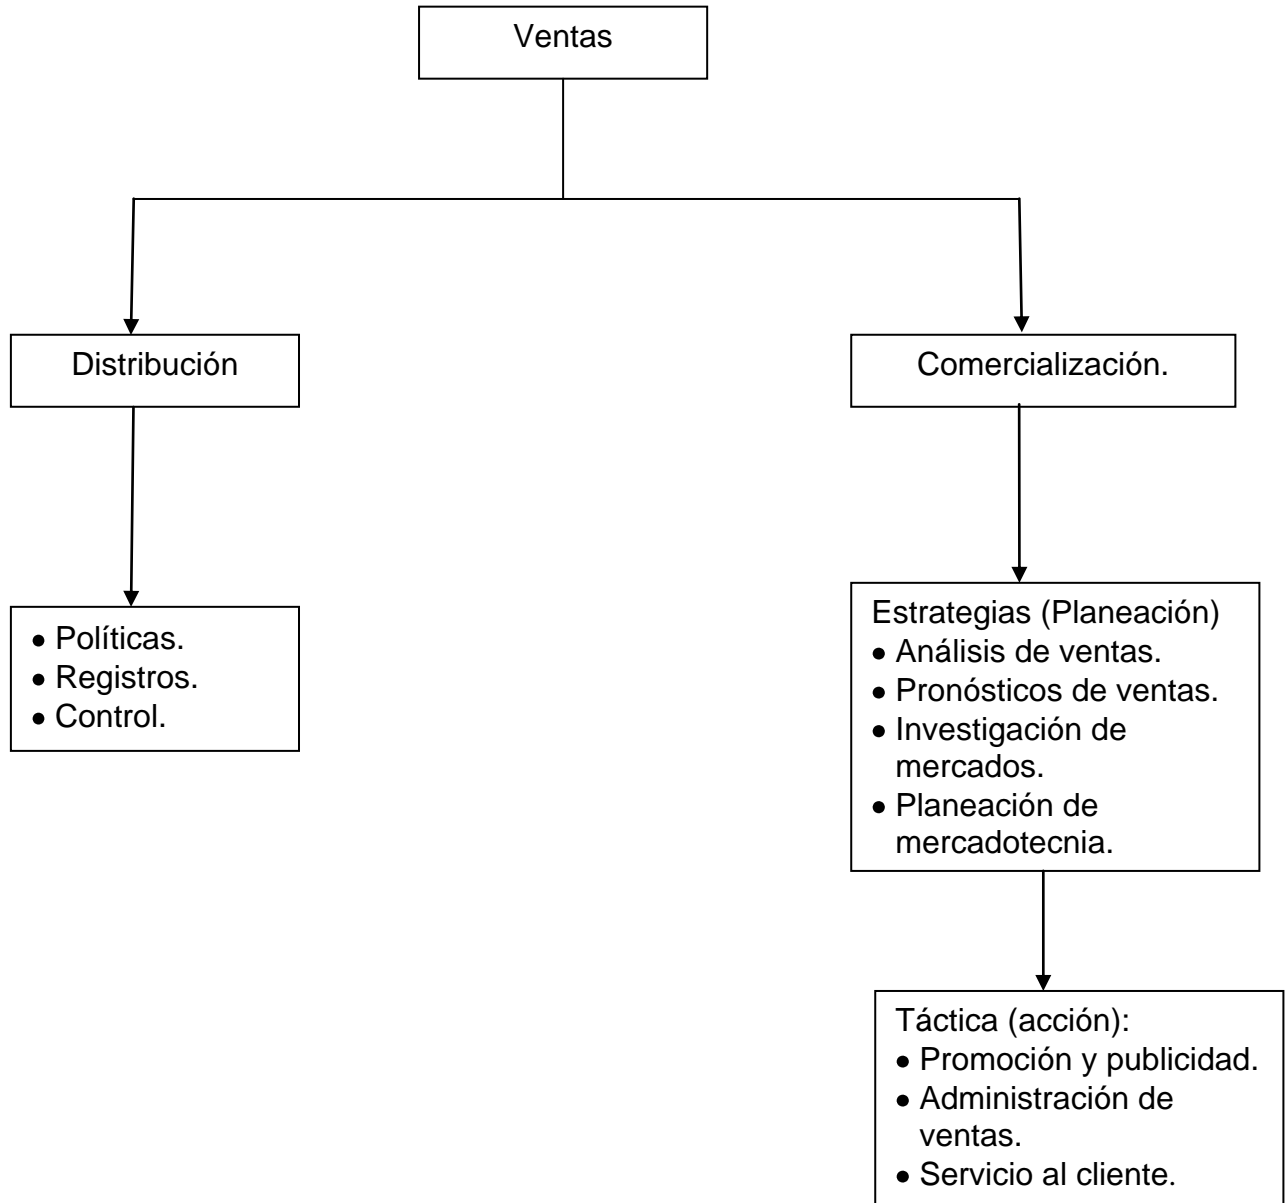 Ventas
Distribución
Comercialización.
• Políticas.
• Registros.
• Control.
Estrategias (Planeación)
• Análisis de ventas.
• Pronósticos de ventas.
• Investigación de
mercados.
• Planeación de
mercadotecnia.
Táctica (acción):
• Promoción y publicidad.
• Administración de
ventas.
• Servicio al cliente.